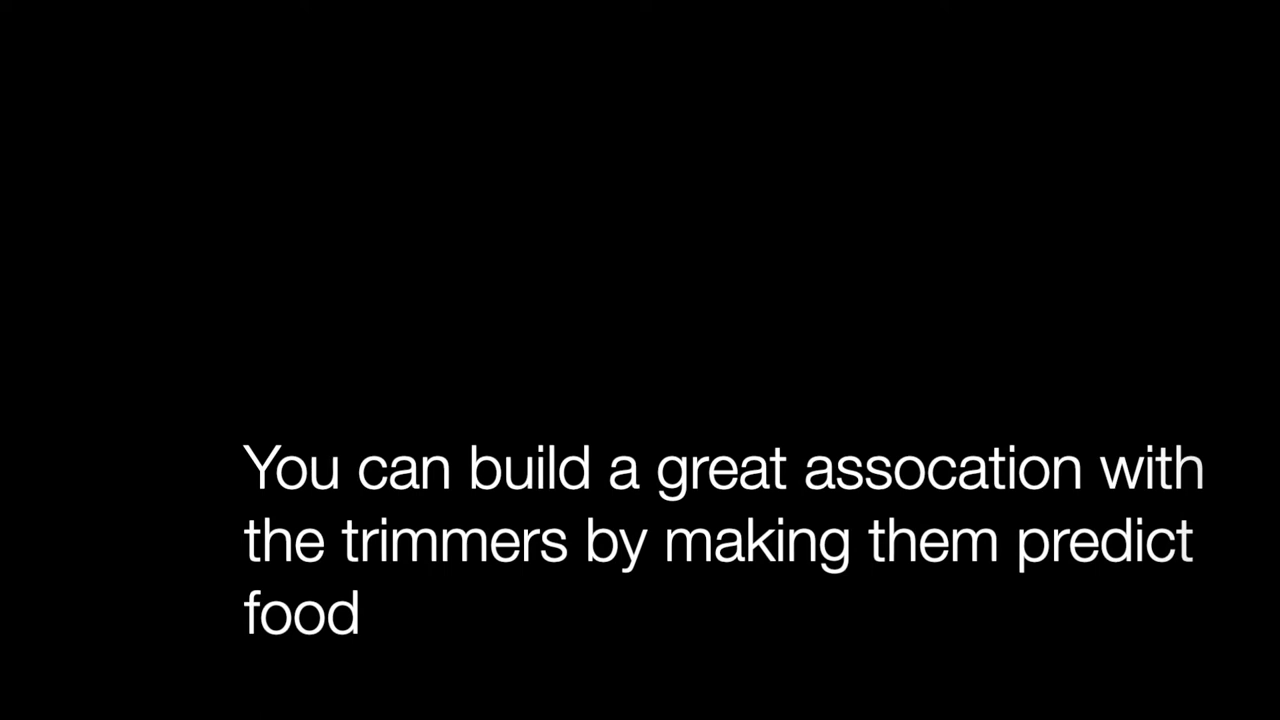 You can build a great assocation with
the trimmers by making them predict
food